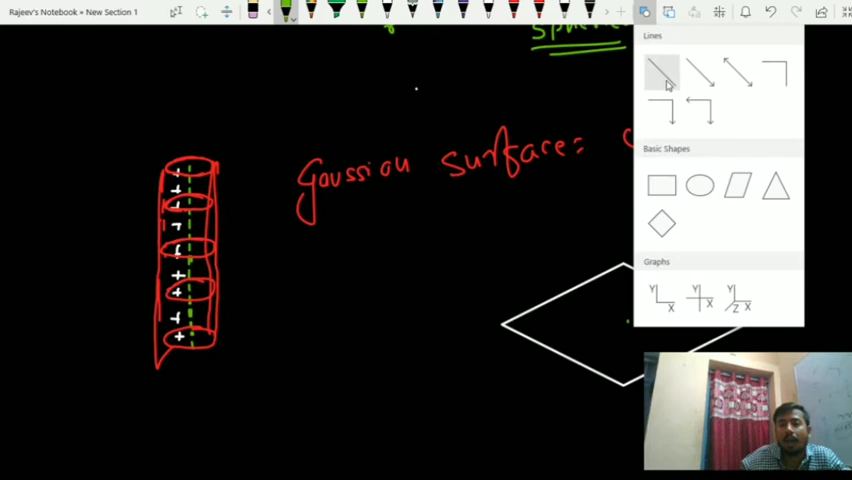 Rajeev's Notebook » New Section 1
Lines
Gaussian surface =
Basic Shapes
Graphs
Y X Y X Y Z X